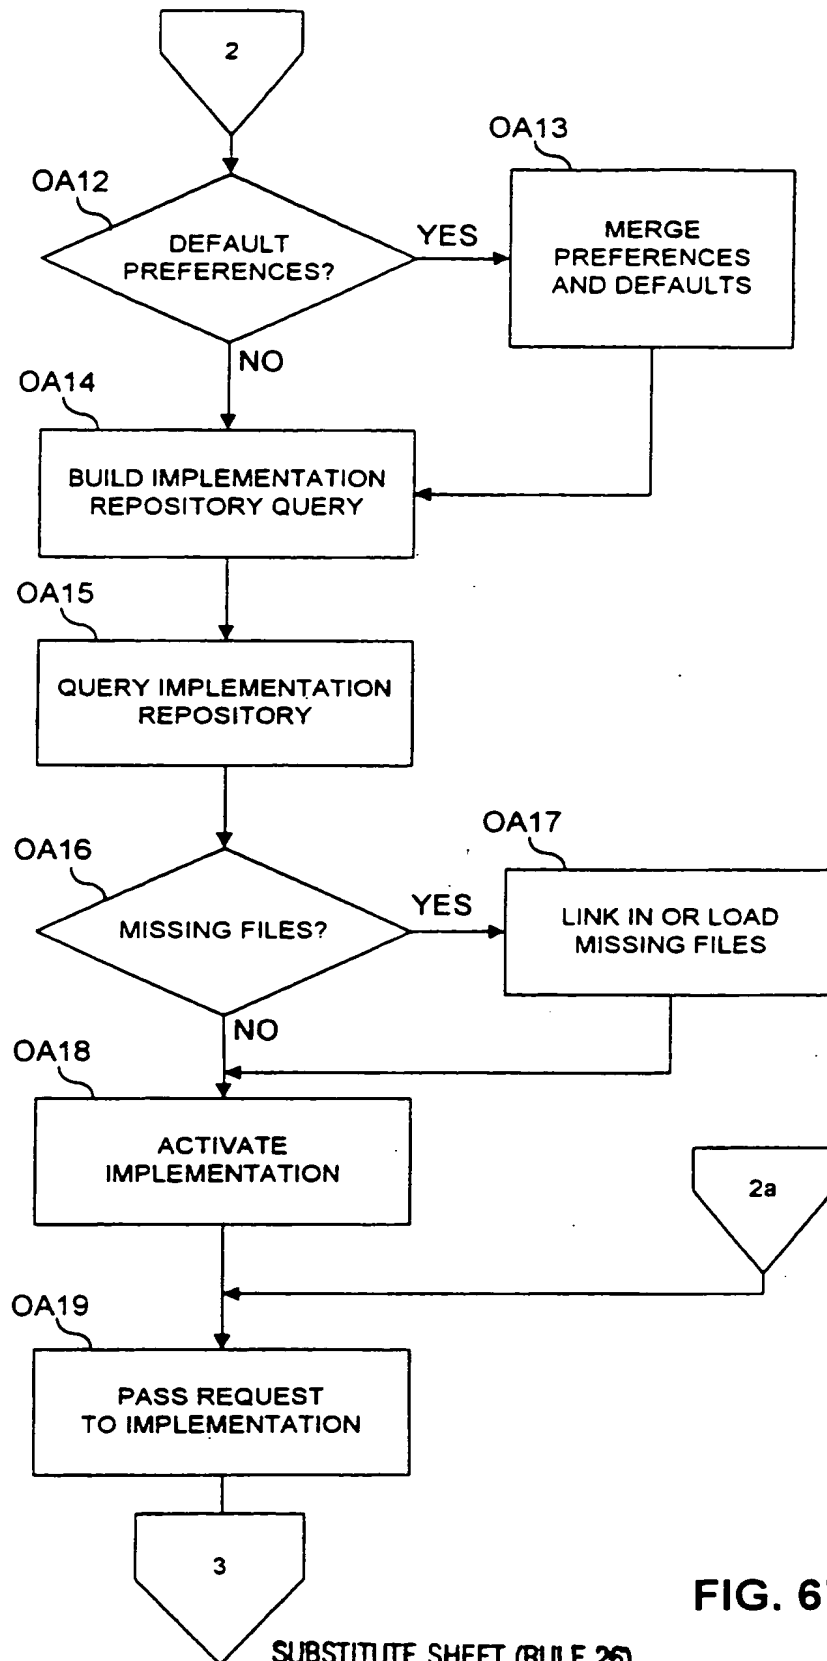 2
OA12
DEFAULT
PREFERENCES?
YES
OA13
MERGE
PREFERENCES
AND DEFAULTS
NO
OA14
BUILD IMPLEMENTATION
REPOSITORY QUERY
OA15
QUERY IMPLEMENTATION
REPOSITORY
OA16
MISSING FILES?
YES
OA17
LINK IN OR LOAD
MISSING FILES
NO
OA18
ACTIVATE
IMPLEMENTATION
2a
OA19
PASS REQUEST
TO IMPLEMENTATION
3
FIG. 6
SUBSTITUTE SHEET (RULE 26)